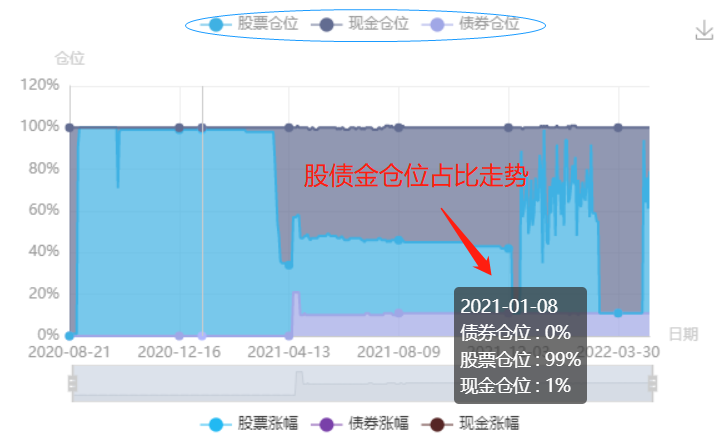 股票仓位 现金仓位 债券仓位
仓位
120%
100%
80%
股债金仓位占比走势
60%
40%
20%
0%
日期
2020-08-21 2020-12-16 2021-04-13 2021-08-09 2021-12-03 2022-03-30
2021-01-08
债券仓位 : 0%
股票仓位 : 99%
现金仓位 : 1%
股票涨幅 债券涨幅 现金涨幅